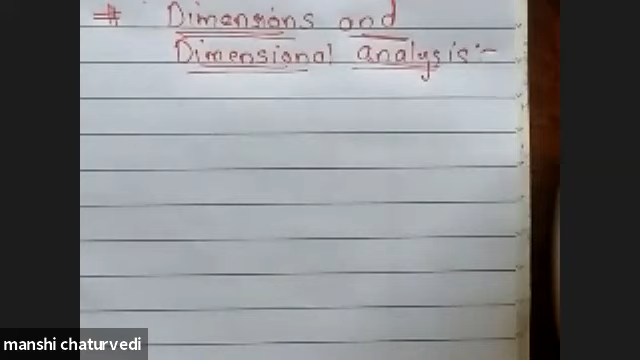 # Dimensions and
Dimensional analysis :-
manshi chaturvedi